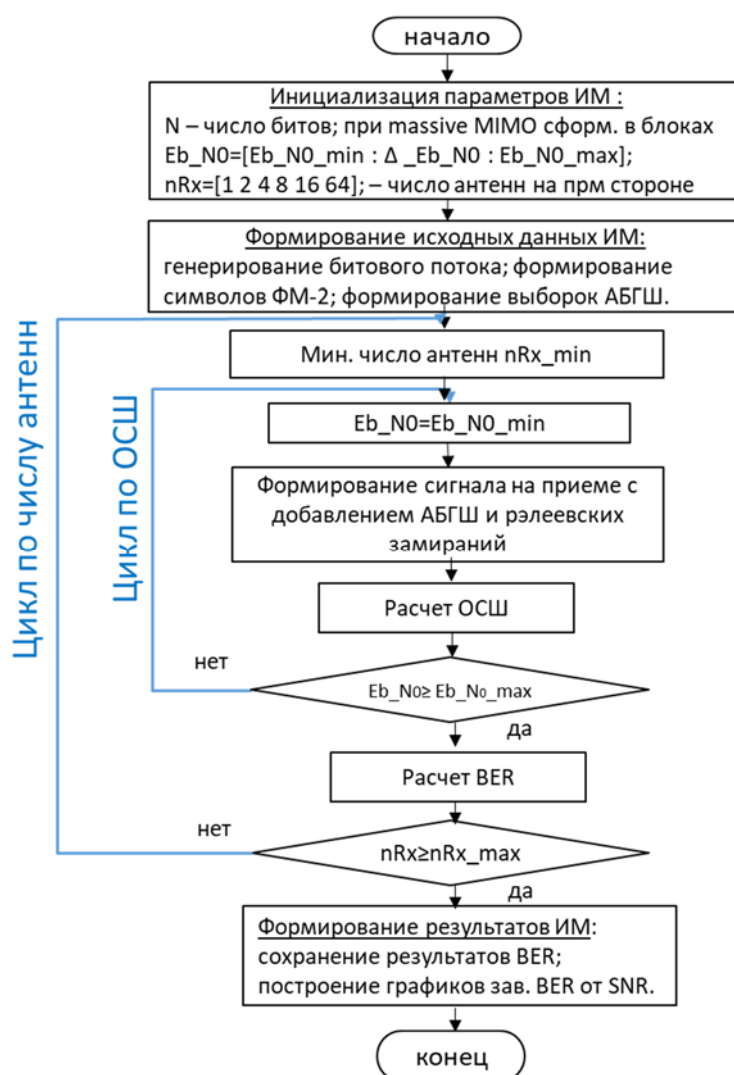 начало
Инициализация параметров ИМ :
N – число битов; при massive MIMO сформ. в блоках
Eb_N0=[Eb_N0_min : Δ _Eb_N0 : Eb_N0_max];
nRx=[1 2 4 8 16 64]; – число антенн на прм стороне
Формирование исходных данных ИМ:
генерирование битового потока; формирование
символов ФМ-2; формирование выборок АБГШ.
Цикл по числу антенн
Мин. число антенн nRx_min
Цикл по ОСШ
Eb_N0=Eb_N0_min
Формирование сигнала на приеме с
добавлением АБГШ и рэлеевских
замираний
Расчет ОСШ
нет
Eb_N0≥ Eb_N0_max
да
Расчет BER
нет
nRx≥nRx_max
да
Формирование результатов ИМ:
сохранение результатов BER;
построение графиков зав. BER от SNR.
конец